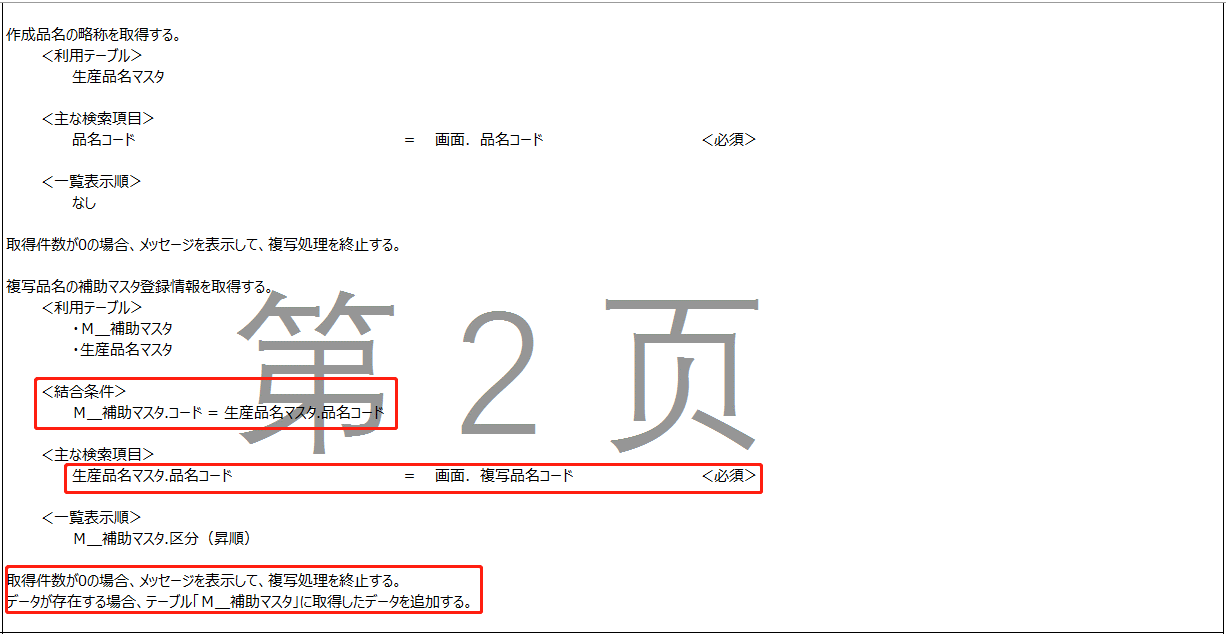 作成品名の略称を取得する。
＜利用テーブル＞
生産品名マスタ
＜主な検索項目＞
品名コード ＝ 画面．品名コード ＜必須＞
＜一覧表示順＞
なし
取得件数が0の場合、メッセージを表示して、複写処理を終止する。
複写品名の補助マスタ登録情報を取得する。
＜利用テーブル＞
・Ｍ＿補助マスタ
・生産品名マスタ
＜結合条件＞
Ｍ＿補助マスタ.コード = 生産品名マスタ.品名コード
＜主な検索項目＞
生産品名マスタ.品名コード ＝ 画面．複写品名コード ＜必須＞
＜一覧表示順＞
Ｍ＿補助マスタ.区分（昇順）
取得件数が0の場合、メッセージを表示して、複写処理を終止する。
データが存在する場合、テーブル「Ｍ＿補助マスタ」に取得したデータを追加する。
第 2 页